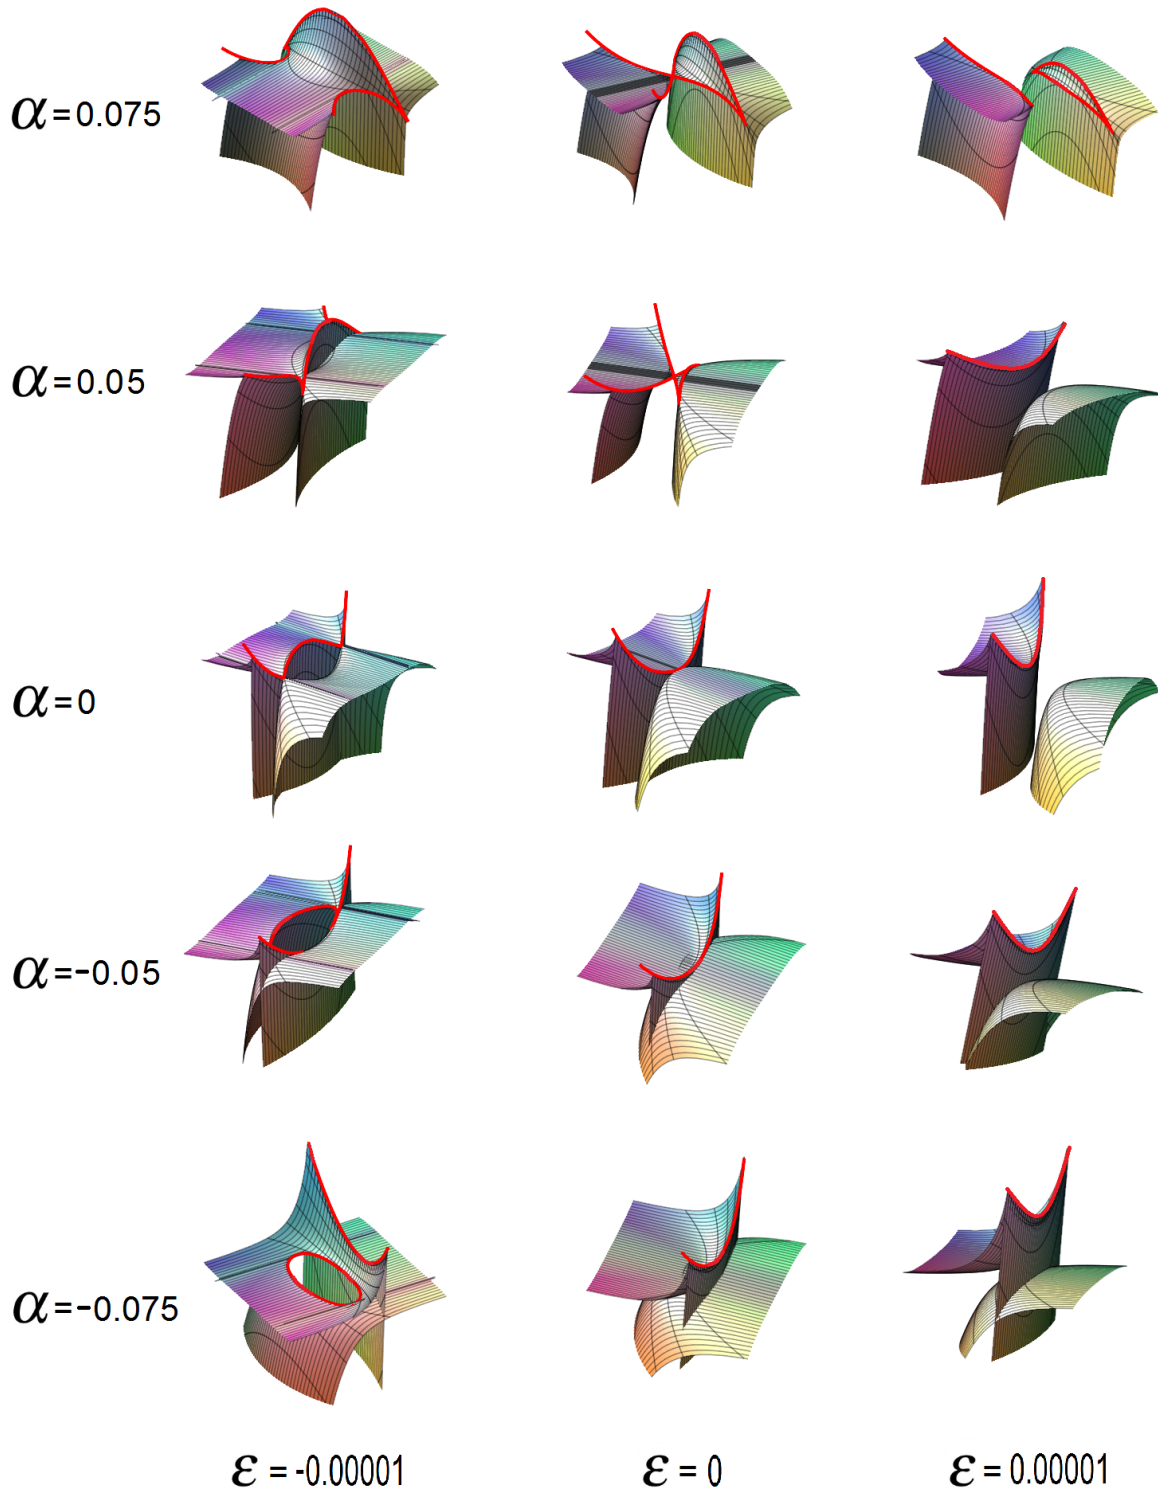 α = 0.075
α = 0.05
α = 0
α = -0.05
α = -0.075
ε = -0.00001 ε = 0 ε = 0.00001